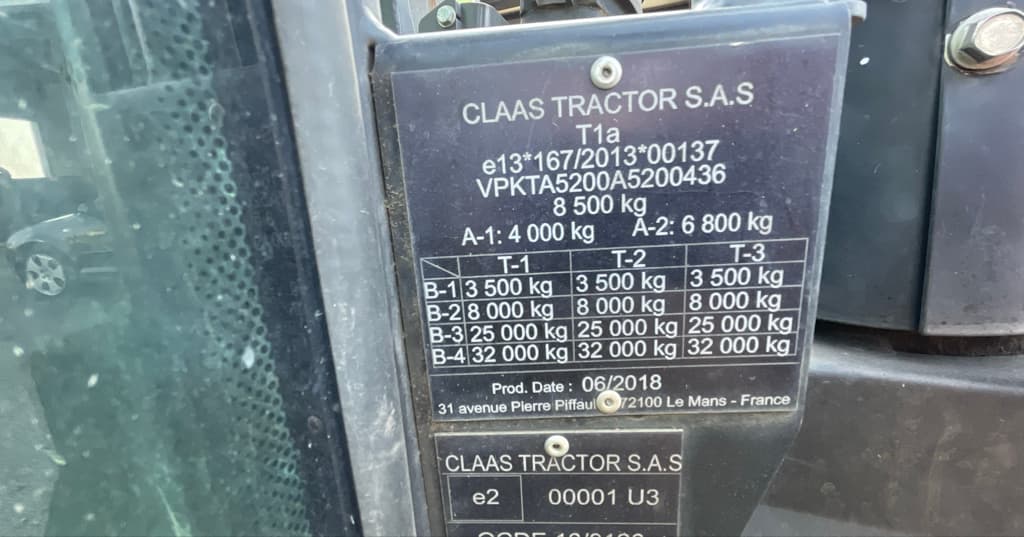 CLAAS TRACTOR S.A.S
T1a
e13*167/2013*00137
VPKTA5200A5200436
8 500 kg
A-1: 4 000 kg A-2: 6 800 kg
T-1 T-2 T-3
B-1 3 500 kg 3 500 kg 3 500 kg
B-2 8 000 kg 8 000 kg 8 000 kg
B-3 25 000 kg 25 000 kg 25 000 kg
B-4 32 000 kg 32 000 kg 32 000 kg
Prod. Date : 06/2018
31 avenue Pierre 72100 Le Mans - France
CLAAS TRACTOR S.A.S
e2 00001 U3